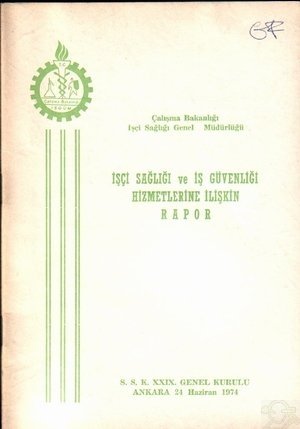 Çalışma Bakanlığı
İşçi Sağlığı Genel Müdürlüğü
İŞÇİ SAĞLIĞI ve İŞ GÜVENLİĞİ
HİZMETLERİNE İLİŞKİN
RAPOR
S. S. K. XXIX. GENEL KURULU
ANKARA 24 Haziran 1974